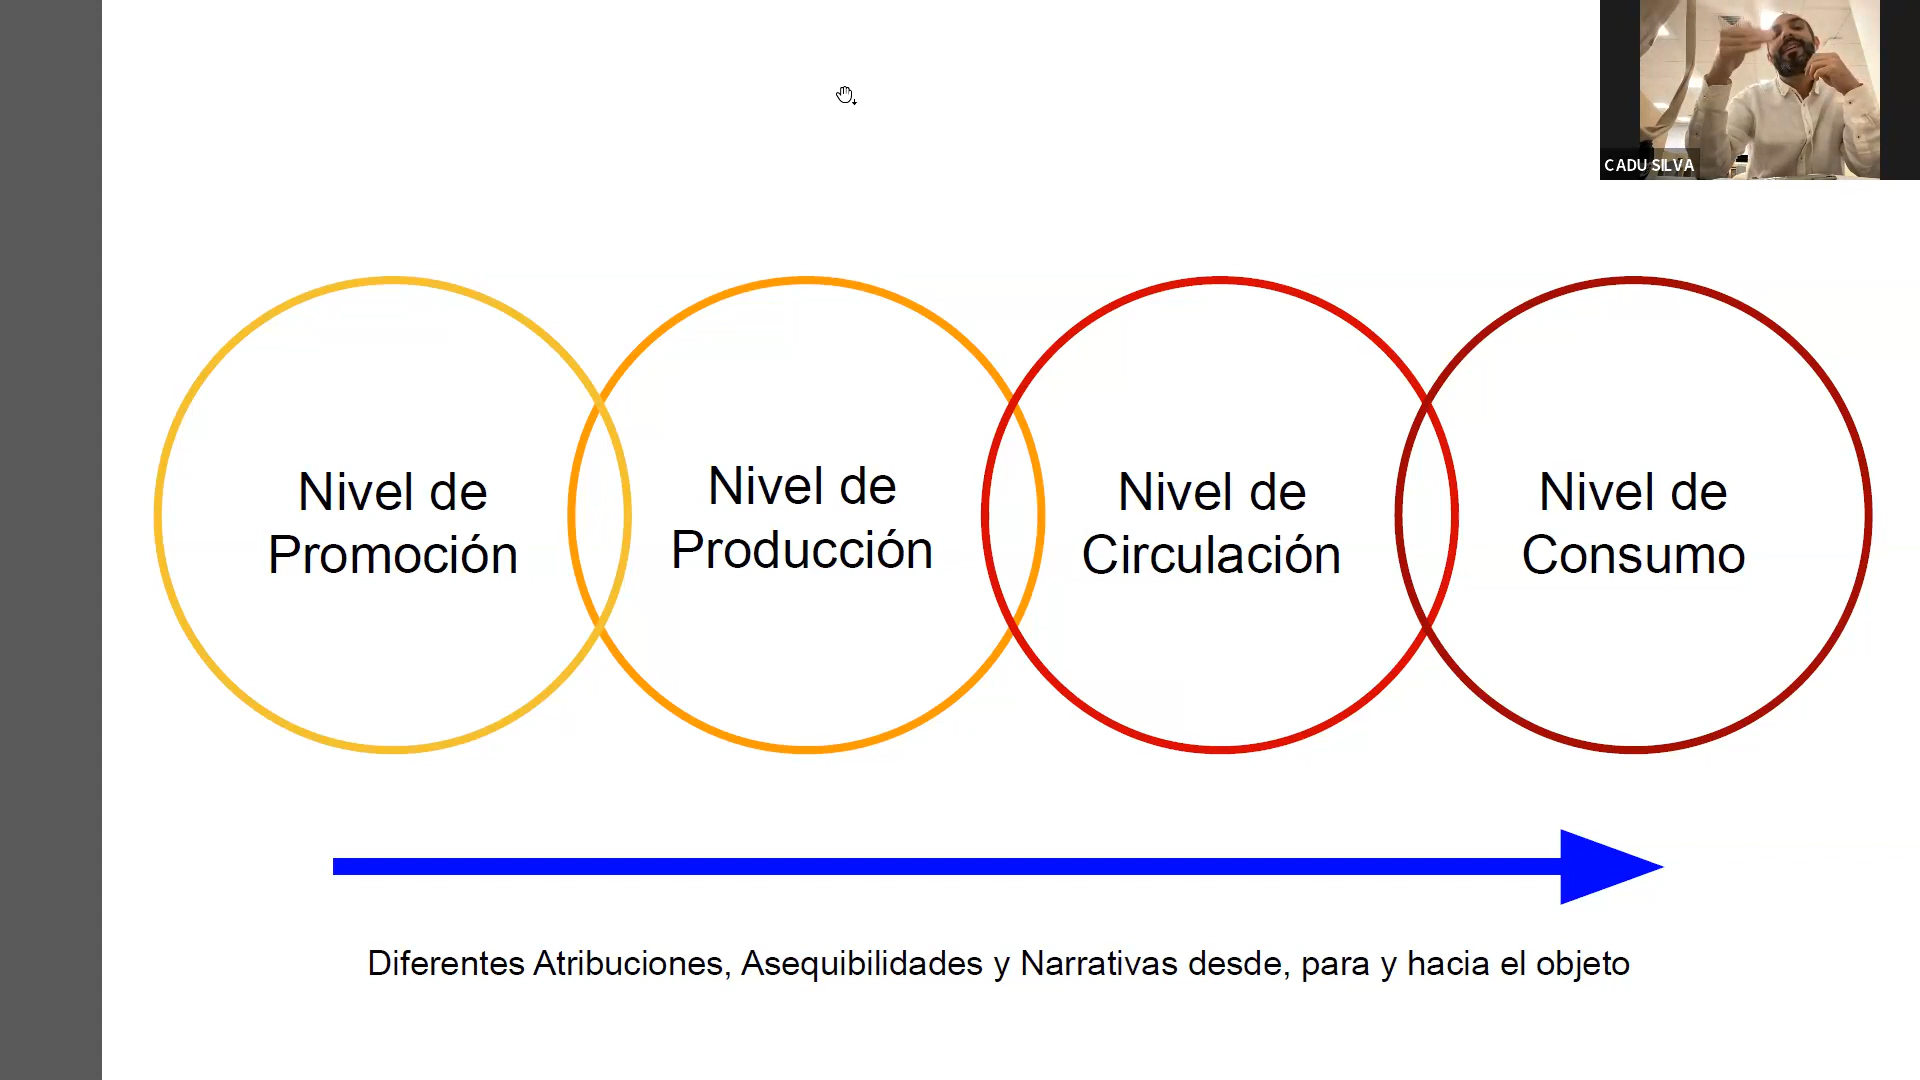 CADU SILVA
Nivel de
Promoción
Nivel de
Producción
Nivel de
Circulación
Nivel de
Consumo
Diferentes Atribuciones, Asequibilidades y Narrativas desde, para y hacia el objeto